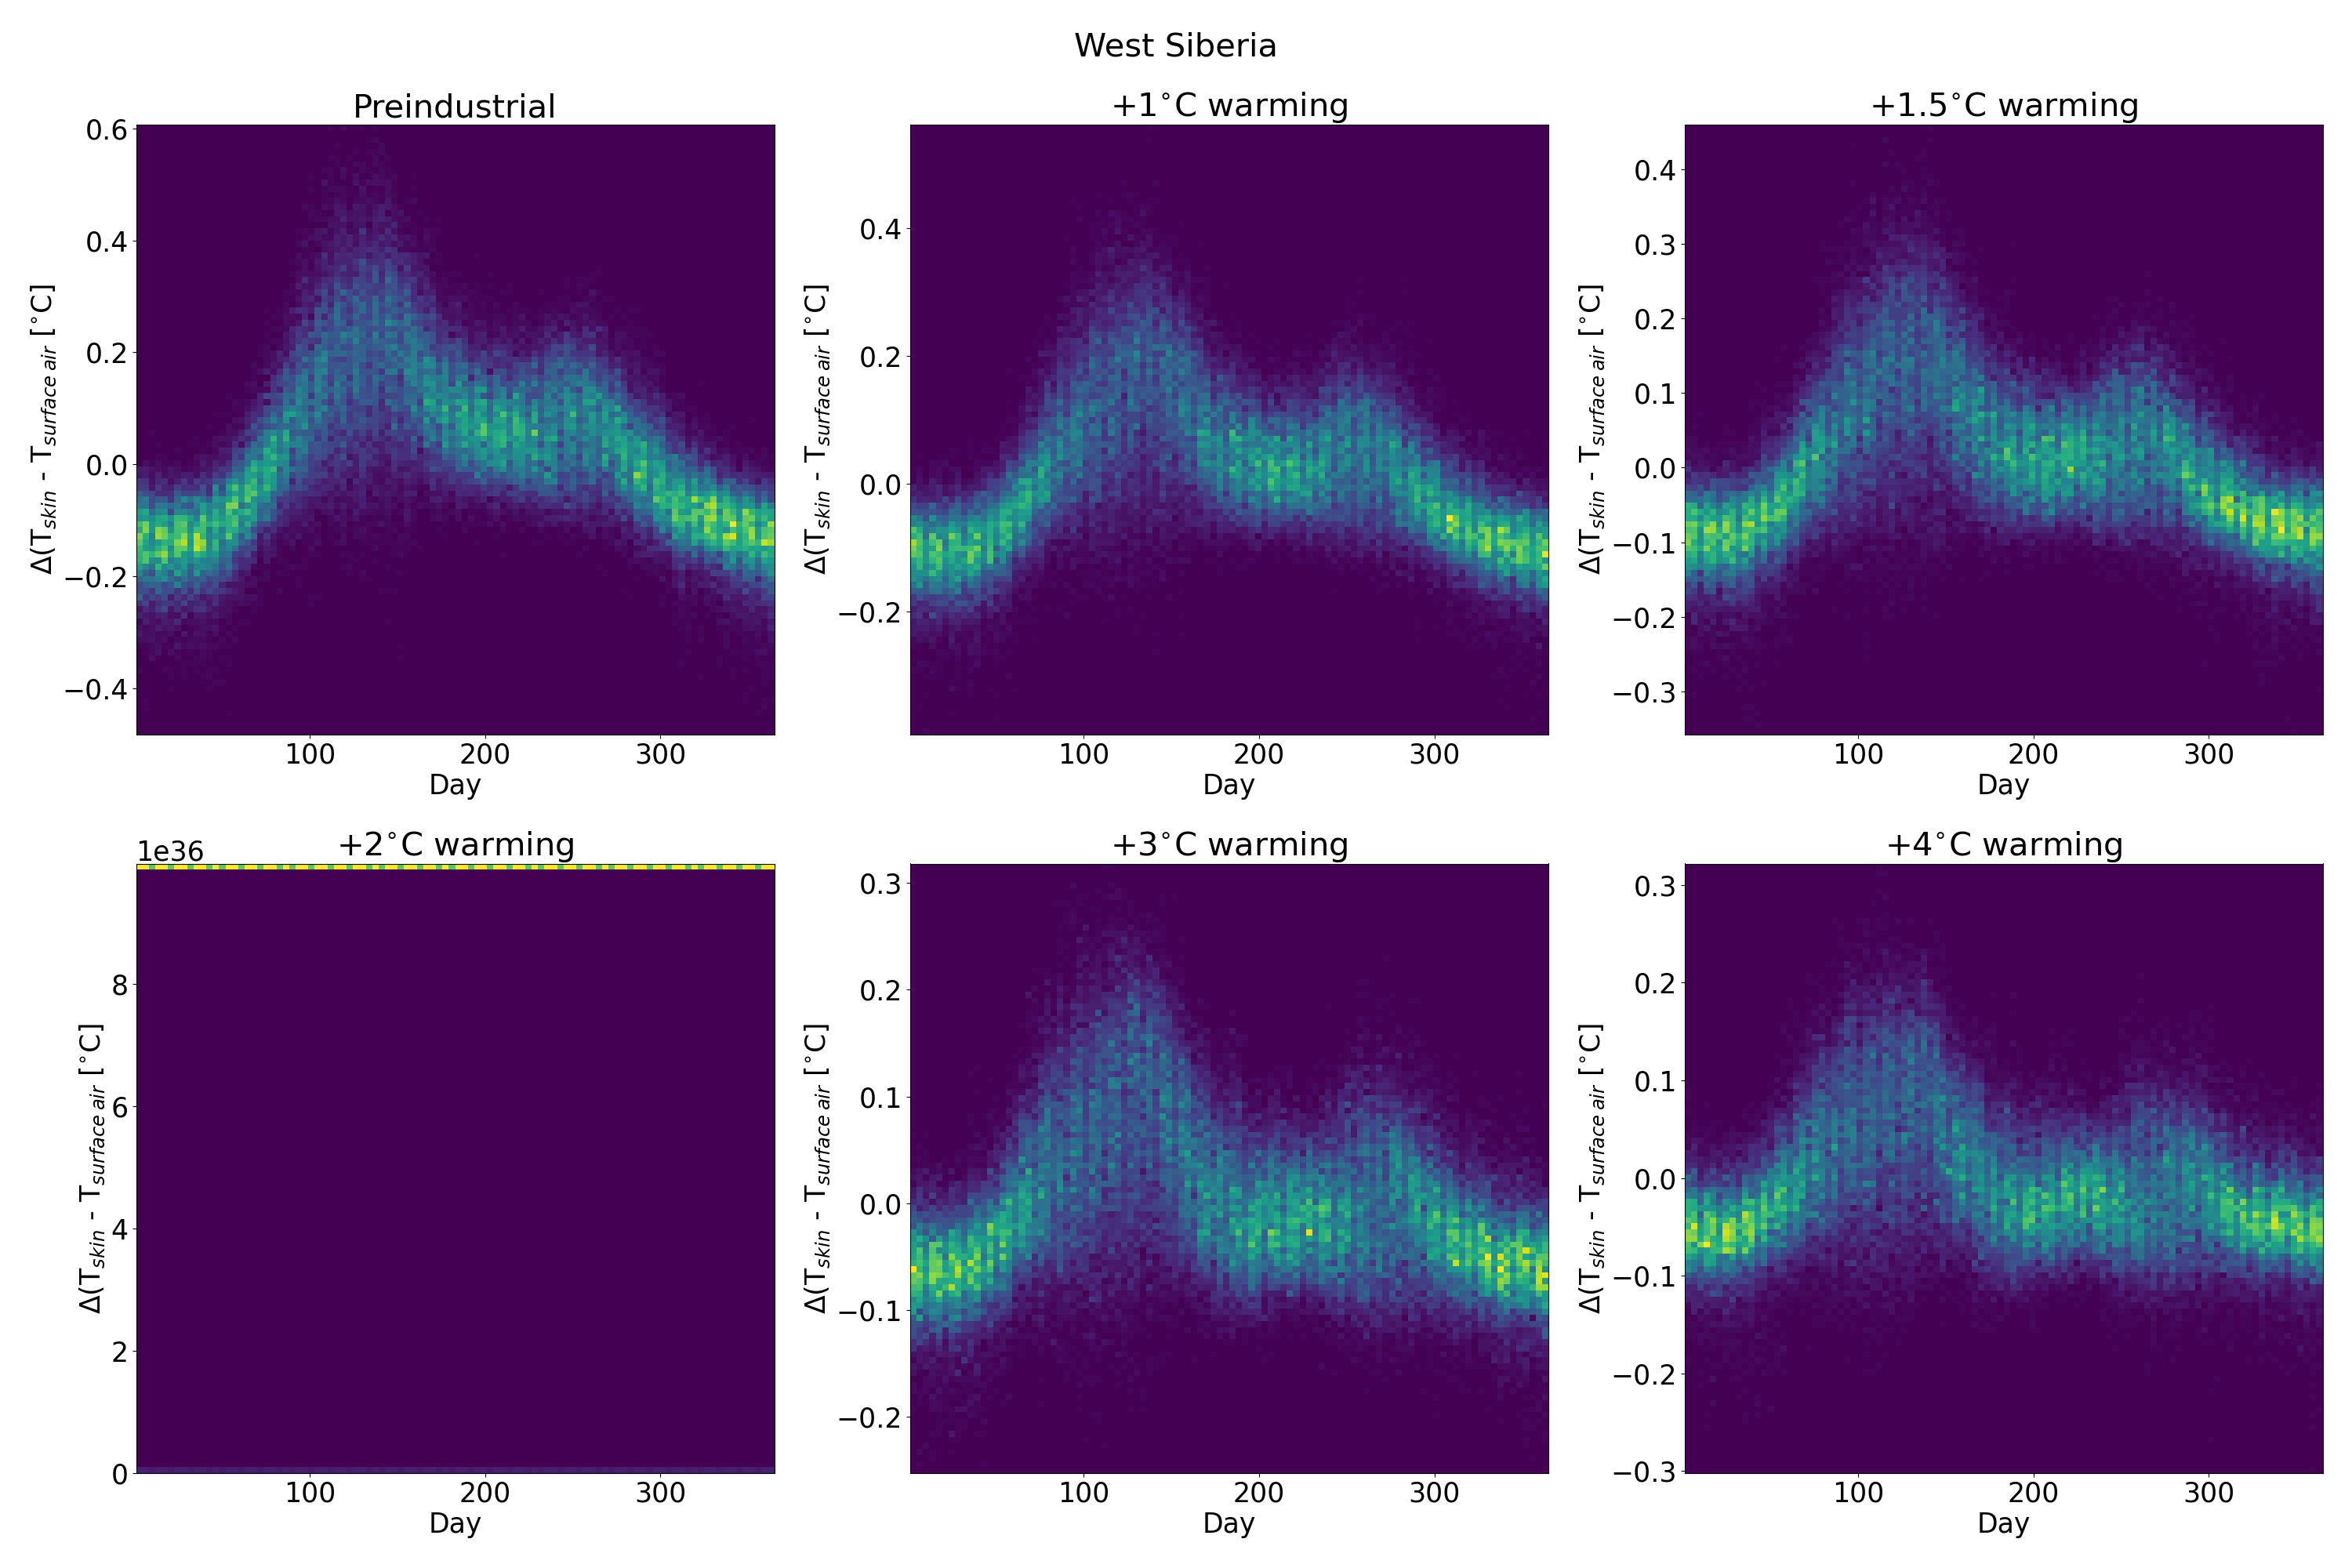 West Siberia
Preindustrial
+1°C warming
+1.5°C warming
Δ(T_skin - T_surface air [°C]
0.6
0.4
0.2
0.0
−0.2
−0.4
100 200 300
Day
Δ(T_skin - T_surface air [°C]
0.4
0.2
0.0
−0.2
100 200 300
Day
Δ(T_skin - T_surface air [°C]
0.4
0.3
0.2
0.1
0.0
−0.1
−0.2
−0.3
100 200 300
Day
+2°C warming
+3°C warming
+4°C warming
1e36
Δ(T_skin - T_surface air [°C]
8
6
4
2
0
100 200 300
Day
Δ(T_skin - T_surface air [°C]
0.3
0.2
0.1
0.0
−0.1
−0.2
100 200 300
Day
Δ(T_skin - T_surface air [°C]
0.3
0.2
0.1
0.0
−0.1
−0.2
−0.3
100 200 300
Day